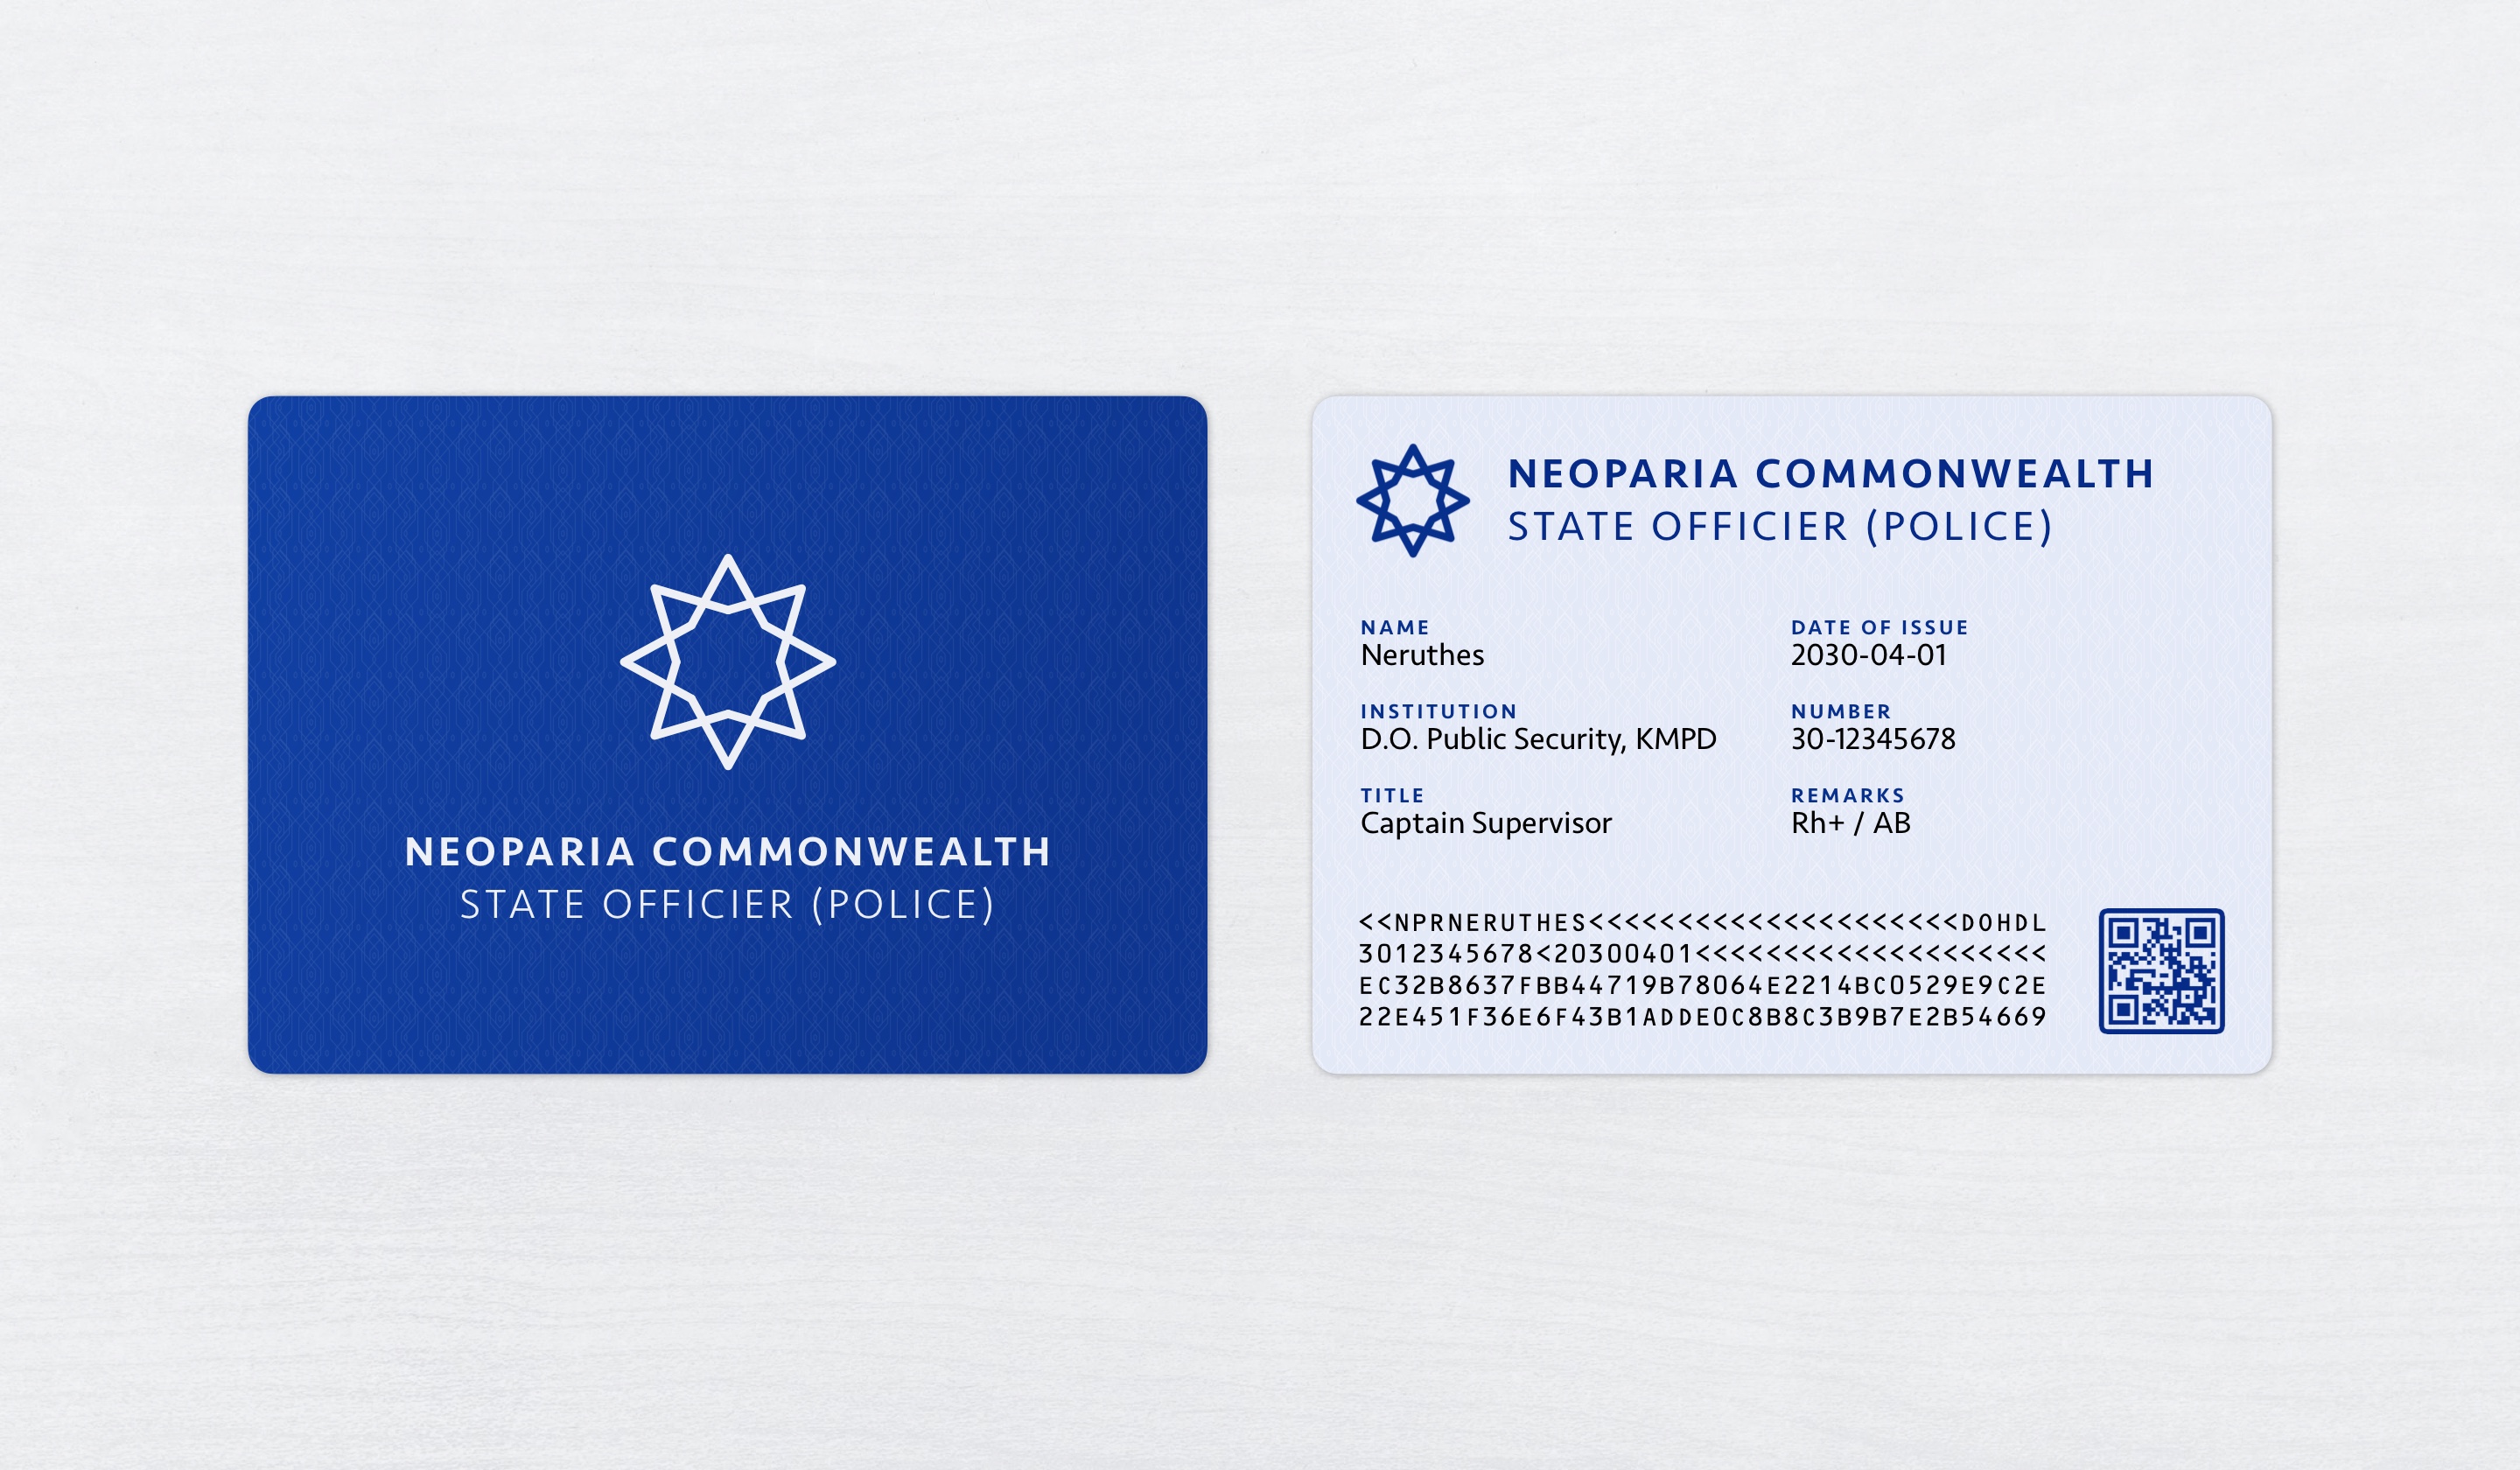 NEOPARIA COMMONWEALTH
STATE OFFICIER (POLICE)
NEOPARIA COMMONWEALTH
STATE OFFICIER (POLICE)
NAME
Neruthes
DATE OF ISSUE
2030-04-01
INSTITUTION
D.O. Public Security, KMPD
NUMBER
30-12345678
TITLE
Captain Supervisor
REMARKS
Rh+ / AB
<<NPRNERUTHES<<<<<<<<<<<<<<<<<<<<<DOHDL
3012345678<20300401<<<<<<<<<<<<<<<<<<<<
EC32B8637FBB44719B78064E2214BC0529E9C2E
22E451F36E6F43B1ADDE0C8B8C3B9B7E2B54669